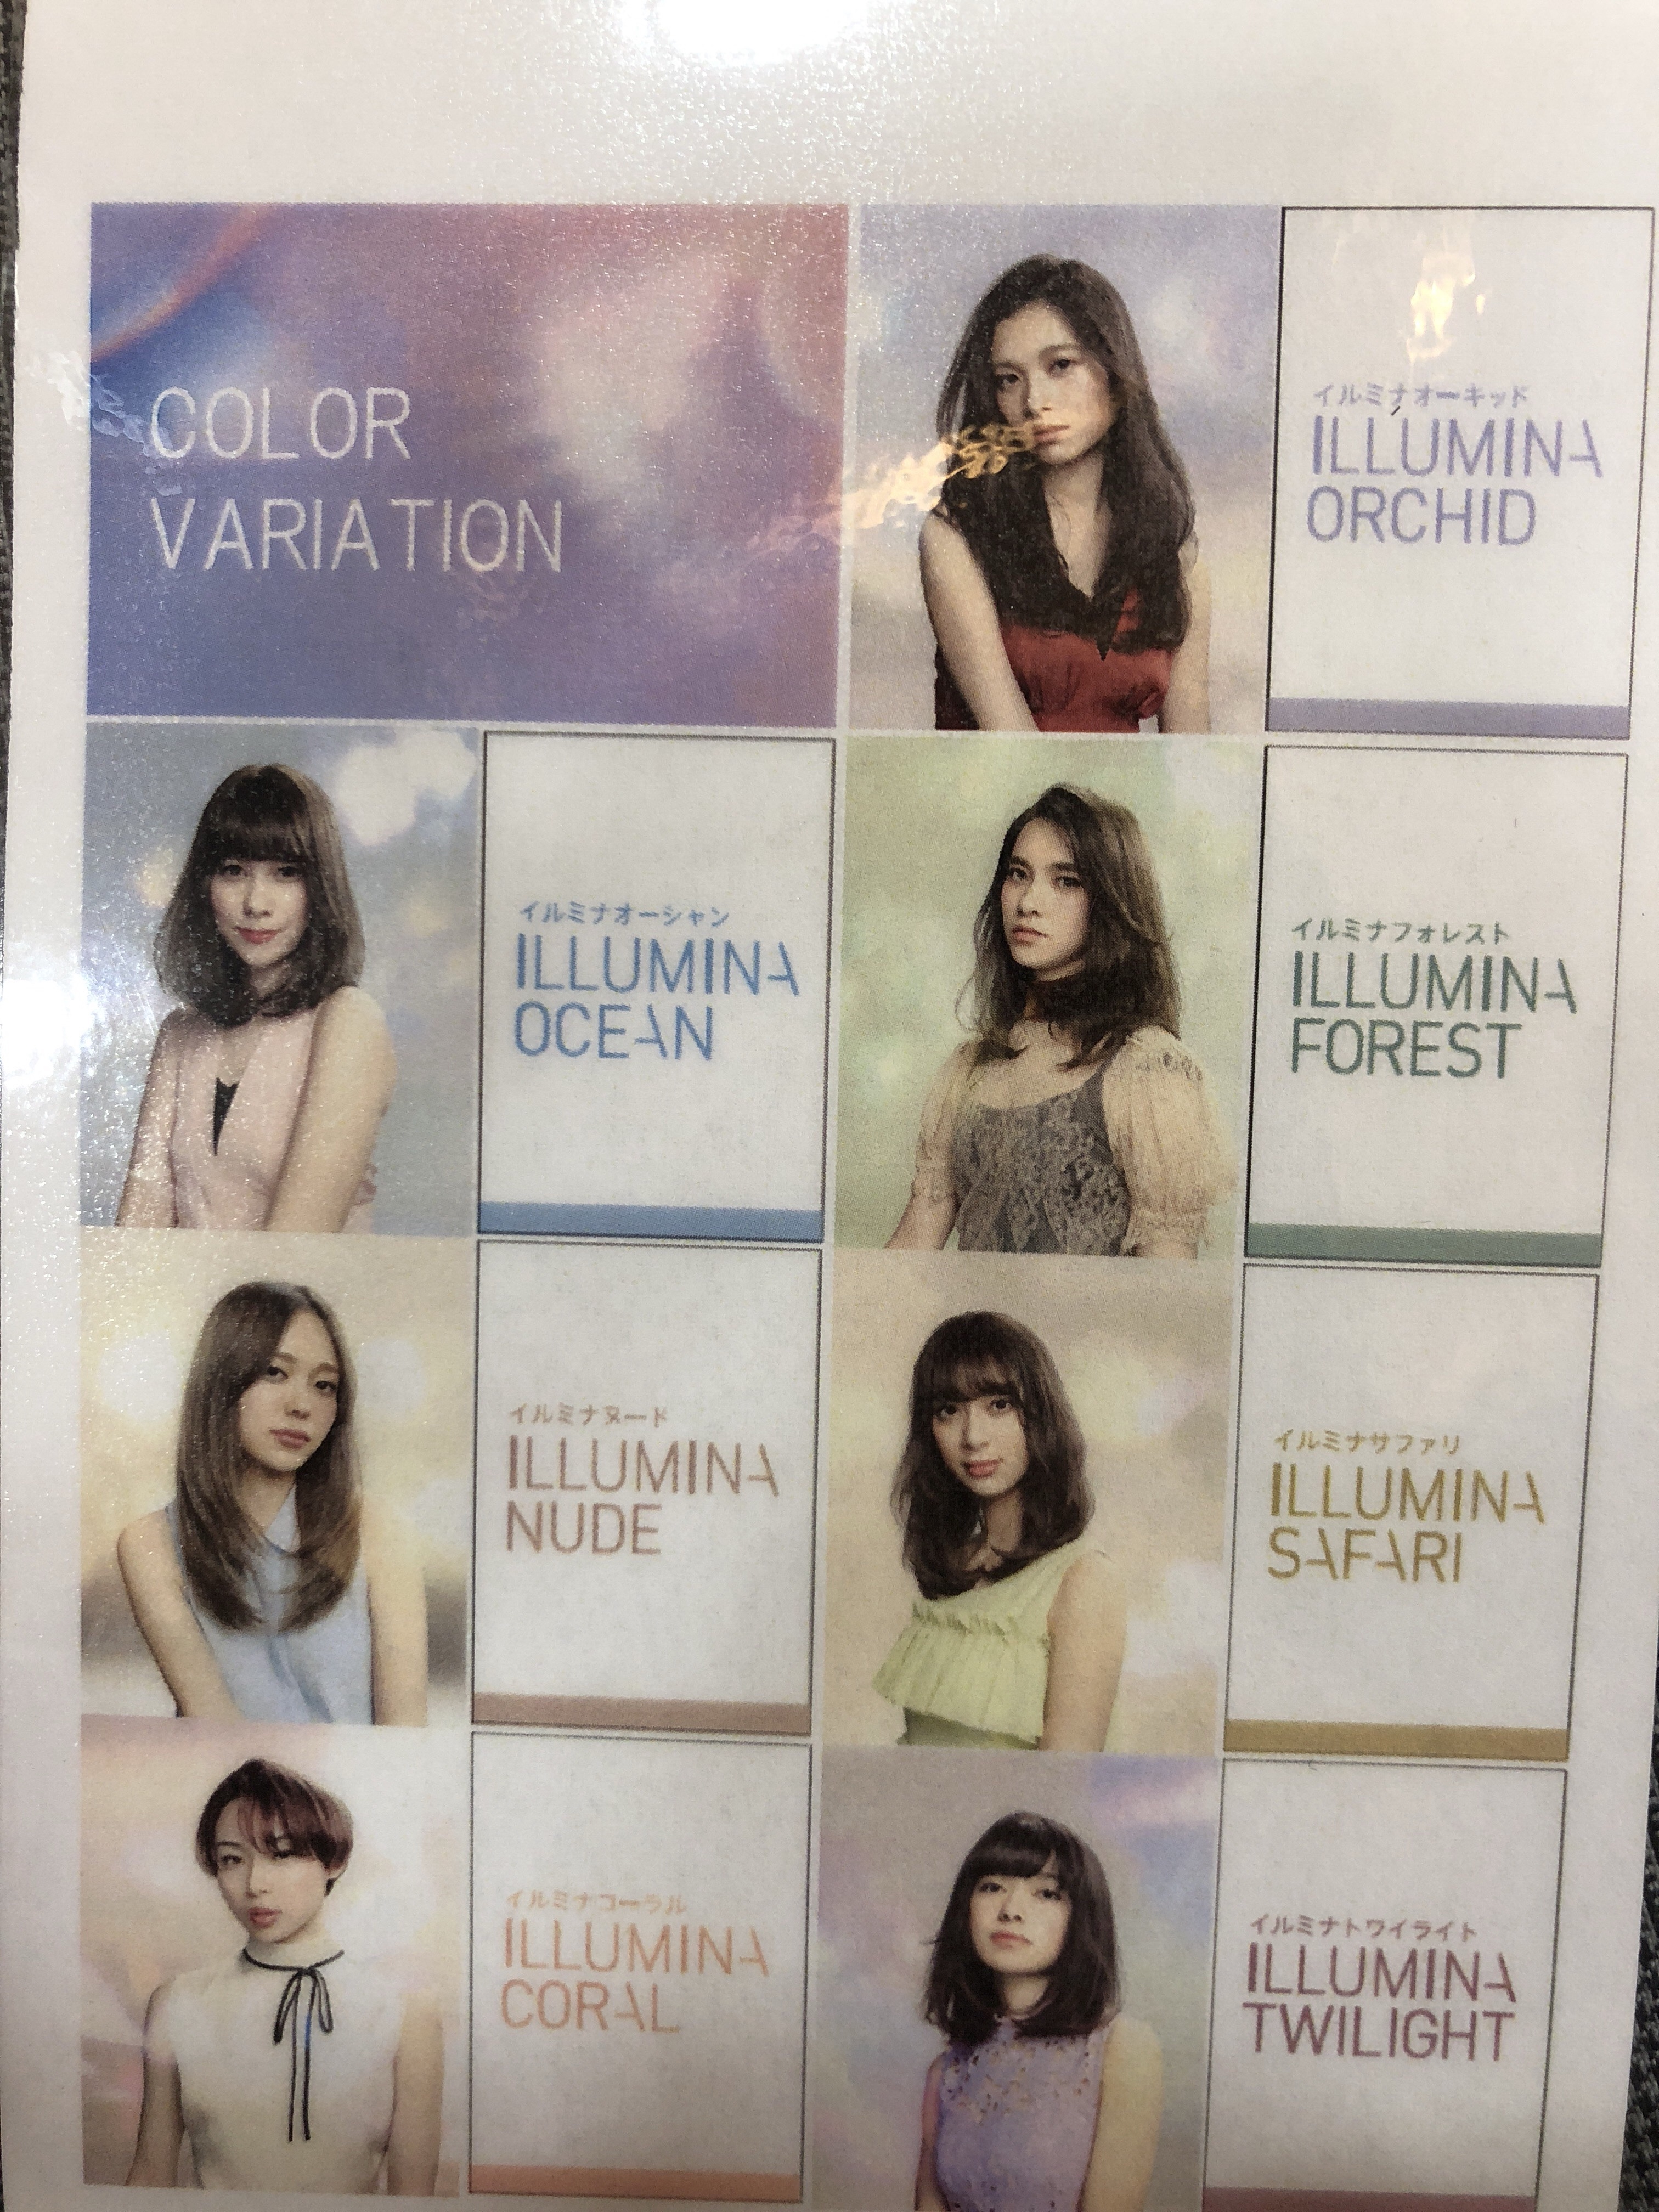 COLOR
VARIATION
イルミナオーキッド
ILLUMINA
ORCHID
イルミナオーシャン
ILLUMINA
OCEAN
イルミナフォレスト
ILLUMINA
FOREST
イルミナヌード
ILLUMINA
NUDE
イルミナサファリ
ILLUMINA
SAFARI
イルミナコーラル
ILLUMINA
CORAL
イルミナトワイライト
ILLUMINA
TWILIGHT